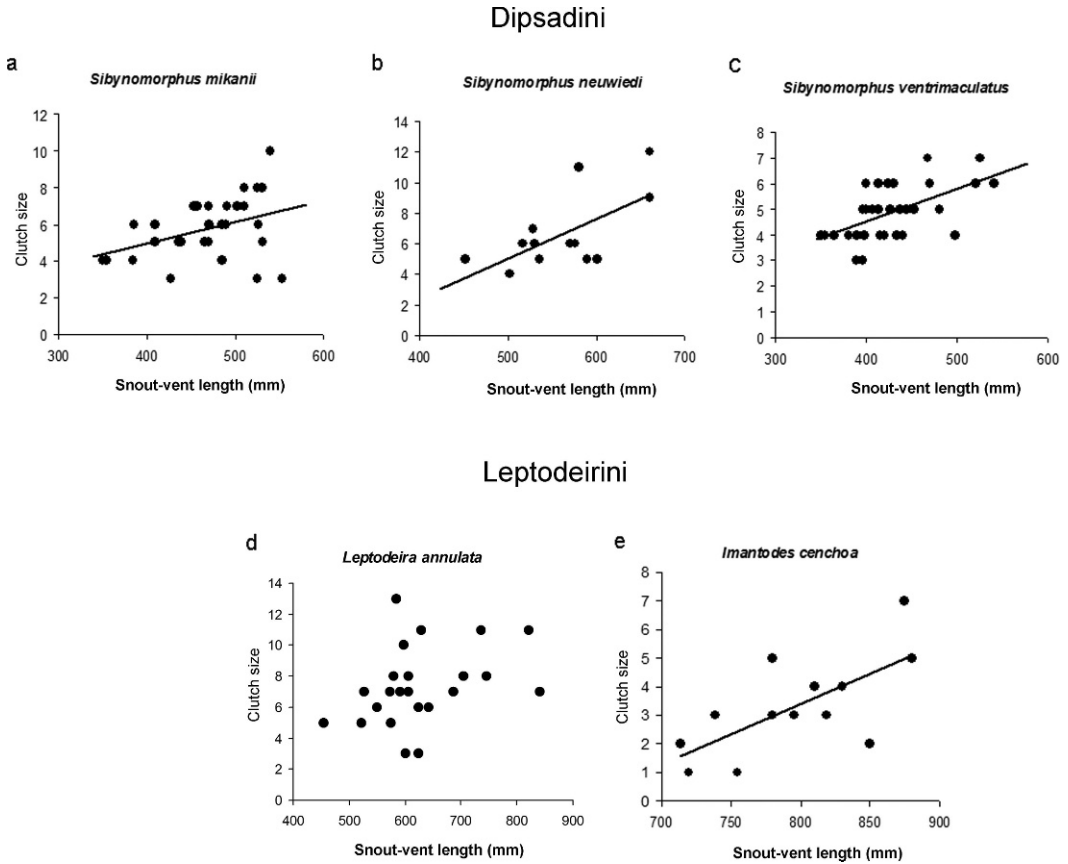 Dipsadini
a
Sibynomorphus mikanii
12
10
8
6
4
2
0
Clutch size
300 400 500 600
Snout-vent length (mm)
b
Sibynomorphus neuwiedi
14
12
10
8
6
4
2
0
Clutch size
400 500 600 700
Snout-vent length (mm)
c
Sibynomorphus ventrimaculatus
8
7
6
5
4
3
2
1
0
Clutch size
300 400 500 600
Snout-vent length (mm)
Leptodeirini
d
Leptodeira annulata
14
12
10
8
6
4
2
0
Clutch size
400 500 600 700 800 900
Snout-vent length (mm)
e
Imantodes cenchoa
8
7
6
5
4
3
2
1
0
Clutch size
700 750 800 850 900
Snout-vent length (mm)